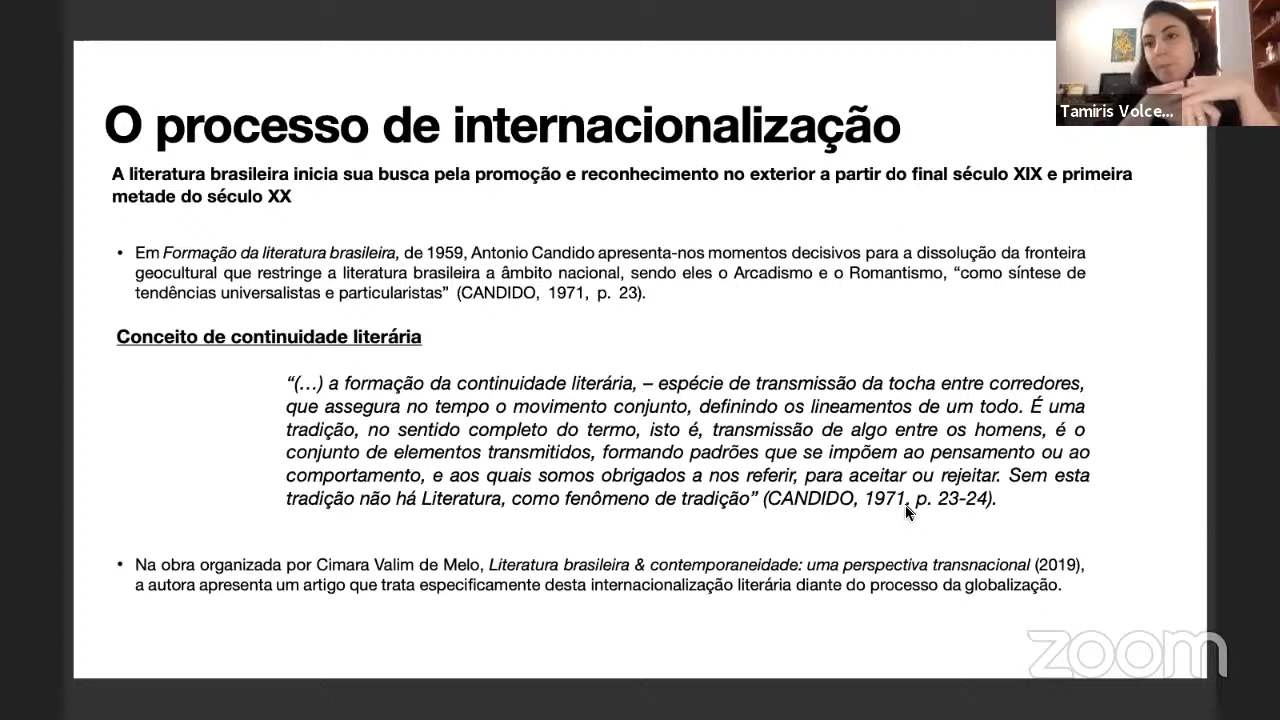 Tamiris Volce...
O processo de internacionalização
A literatura brasileira inicia sua busca pela promoção e reconhecimento no exterior a partir do final século XIX e primeira
metade do século XX
• Em Formação da literatura brasileira, de 1959, Antonio Candido apresenta-nos momentos decisivos para a dissolução da fronteira
geocultural que restringe a literatura brasileira a âmbito nacional, sendo eles o Arcadismo e o Romantismo, “como síntese de
tendências universalistas e particularistas” (CANDIDO, 1971, p. 23).
Conceito de continuidade literária
“(…) a formação da continuidade literária, – espécie de transmissão da tocha entre corredores,
que assegura no tempo o movimento conjunto, definindo os lineamentos de um todo. É uma
tradição, no sentido completo do termo, isto é, transmissão de algo entre os homens, é o
conjunto de elementos transmitidos, formando padrões que se impõem ao pensamento ou ao
comportamento, e aos quais somos obrigados a nos referir, para aceitar ou rejeitar. Sem esta
tradição não há Literatura, como fenômeno de tradição” (CANDIDO, 1971, p. 23-24).
• Na obra organizada por Cimara Valim de Melo, Literatura brasileira & contemporaneidade: uma perspectiva transnacional (2019),
a autora apresenta um artigo que trata especificamente desta internacionalização literária diante do processo da globalização.
zoom